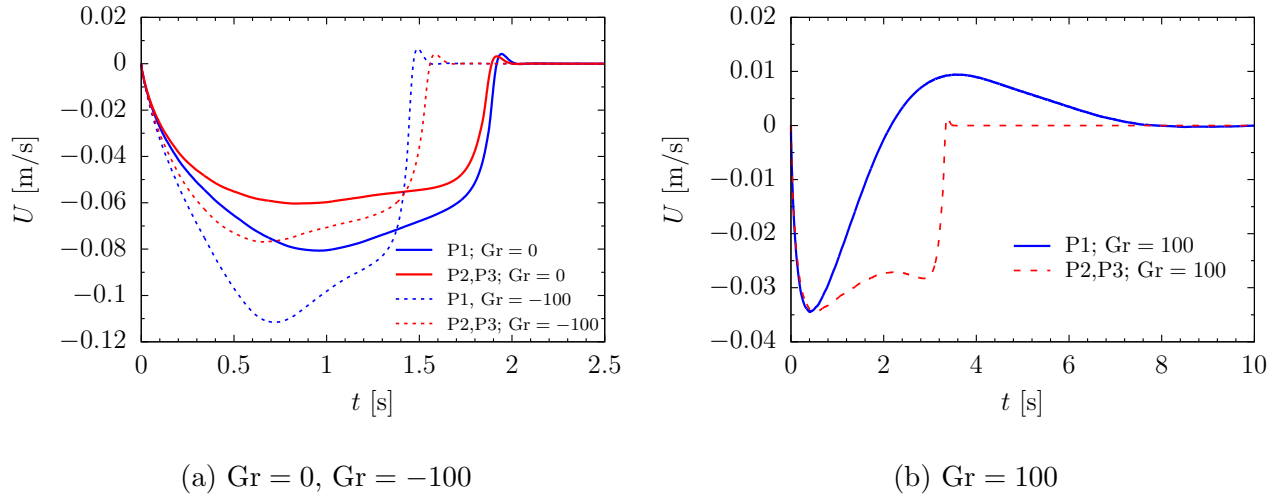 0.02
0
−0.02
−0.04
−0.06
−0.08
−0.1
−0.12
U [m/s]
0
0.5
1
1.5
2
2.5
t [s]
P1; Gr = 0
P2,P3; Gr = 0
P1, Gr = −100
P2,P3; Gr = −100
(a) Gr = 0, Gr = −100
0.02
0.01
0
−0.01
−0.02
−0.03
−0.04
U [m/s]
0
2
4
6
8
10
t [s]
P1; Gr = 100
P2,P3; Gr = 100
(b) Gr = 100